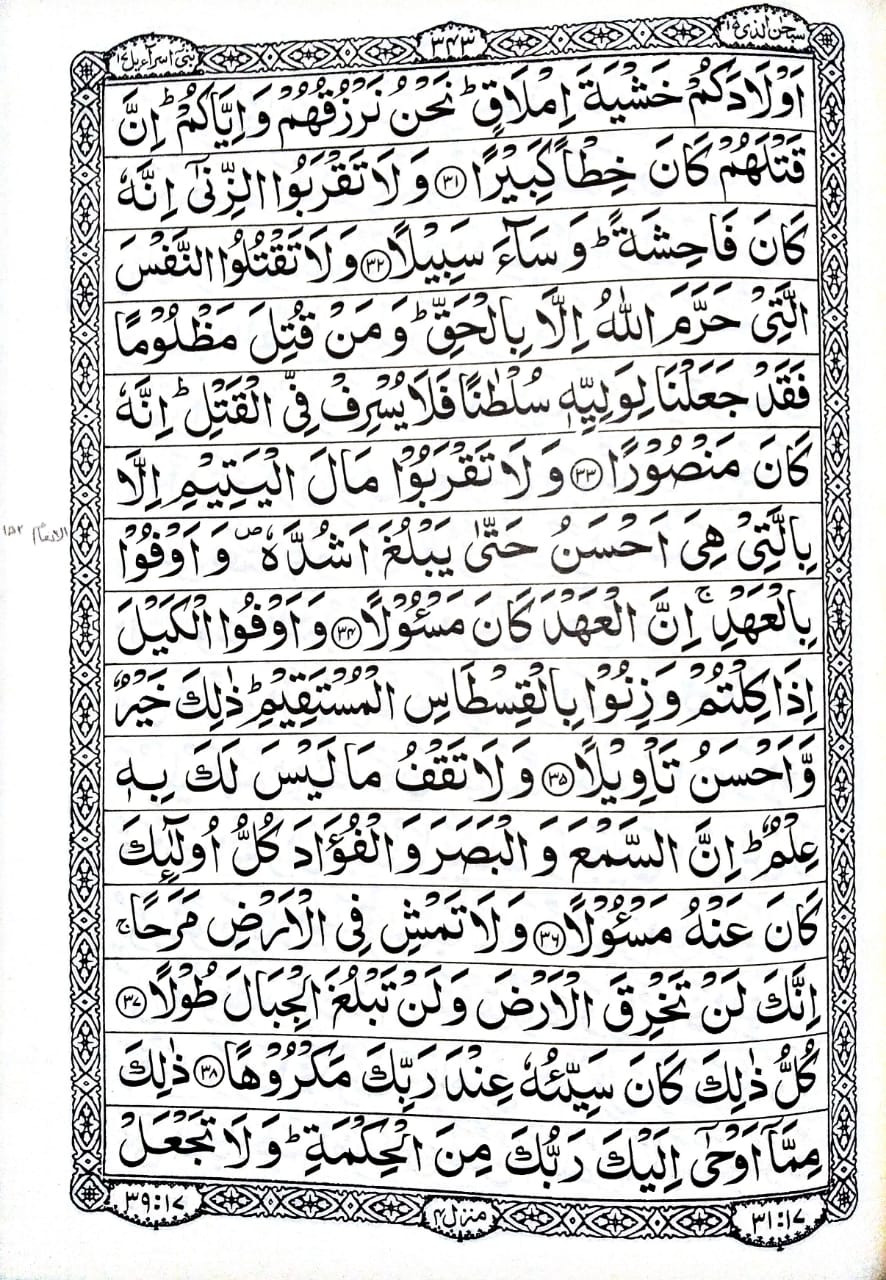 سبحن الذی ۱۵
۳۴۳
بنی اسرآءیل ۱۷
اَوْلَادَكُمْ خَشْيَةَ اِمْلَاقٍ ؕ نَحْنُ نَرْزُقُهُمْ وَ اِيَّاكُمْ ؕ اِنَّ
قَتْلَهُمْ كَانَ خِطْاً كَبِيْرًا ۝۳۱ وَ لَا تَقْرَبُوا الزِّنٰۤى اِنَّهٗ
كَانَ فَاحِشَةً ؕ وَ سَآءَ سَبِيْلًا ۝۳۲ وَ لَا تَقْتُلُوا النَّفْسَ
الَّتِيْ حَرَّمَ اللّٰهُ اِلَّا بِالْحَقِّ ؕ وَ مَنْ قُتِلَ مَظْلُوْمًا
فَقَدْ جَعَلْنَا لِوَلِيِّهٖ سُلْطٰنًا فَلَا يُسْرِفْ فِّي الْقَتْلِ ؕ اِنَّهٗ
كَانَ مَنْصُوْرًا ۝۳۳ وَ لَا تَقْرَبُوْا مَالَ الْيَتِيْمِ اِلَّا
بِالَّتِيْ هِيَ اَحْسَنُ حَتّٰى يَبْلُغَ اَشُدَّهٗ ۪ وَ اَوْفُوْا
الانعام ۱۵۲
بِالْعَهْدِ ۚ اِنَّ الْعَهْدَ كَانَ مَسْـُٔوْلًا ۝۳۴ وَ اَوْفُوا الْكَيْلَ
اِذَا كِلْتُمْ وَ زِنُوْا بِالْقِسْطَاسِ الْمُسْتَقِيْمِ ؕ ذٰلِكَ خَيْرٌ
وَّ اَحْسَنُ تَاْوِيْلًا ۝۳۵ وَ لَا تَقْفُ مَا لَيْسَ لَكَ بِهٖ
عِلْمٌ ؕ اِنَّ السَّمْعَ وَ الْبَصَرَ وَ الْفُؤَادَ كُلُّ اُولٰٓئِكَ
كَانَ عَنْهُ مَسْـُٔوْلًا ۝۳۶ وَ لَا تَمْشِ فِي الْاَرْضِ مَرَحًا ۚ
اِنَّكَ لَنْ تَخْرِقَ الْاَرْضَ وَ لَنْ تَبْلُغَ الْجِبَالَ طُوْلًا ۝۳۷
كُلُّ ذٰلِكَ كَانَ سَيِّئُهٗ عِنْدَ رَبِّكَ مَكْرُوْهًا ۝۳۸ ذٰلِكَ
مِمَّاۤ اَوْحٰۤى اِلَيْكَ رَبُّكَ مِنَ الْحِكْمَةِ ؕ وَ لَا تَجْعَلْ
۳۱:۱۷
منزل ۴
۳۹:۱۷